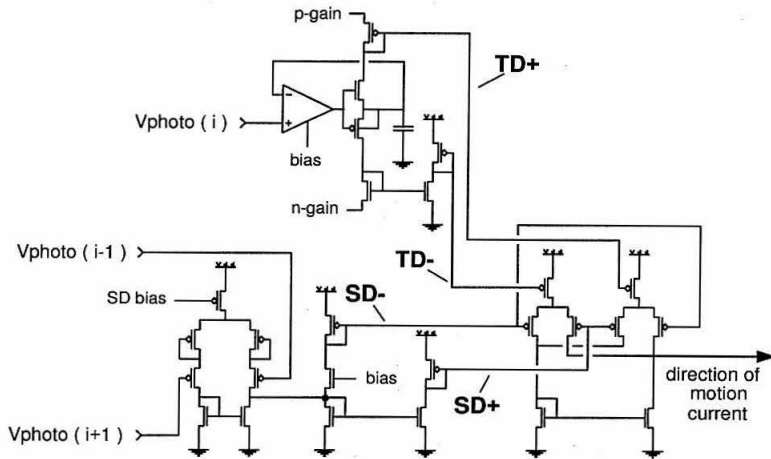 p-gain
TD+
Vphoto ( i )
bias
n-gain
Vphoto ( i-1 )
TD-
SD bias
SD-
bias
SD+
direction of
motion
current
Vphoto ( i+1 )